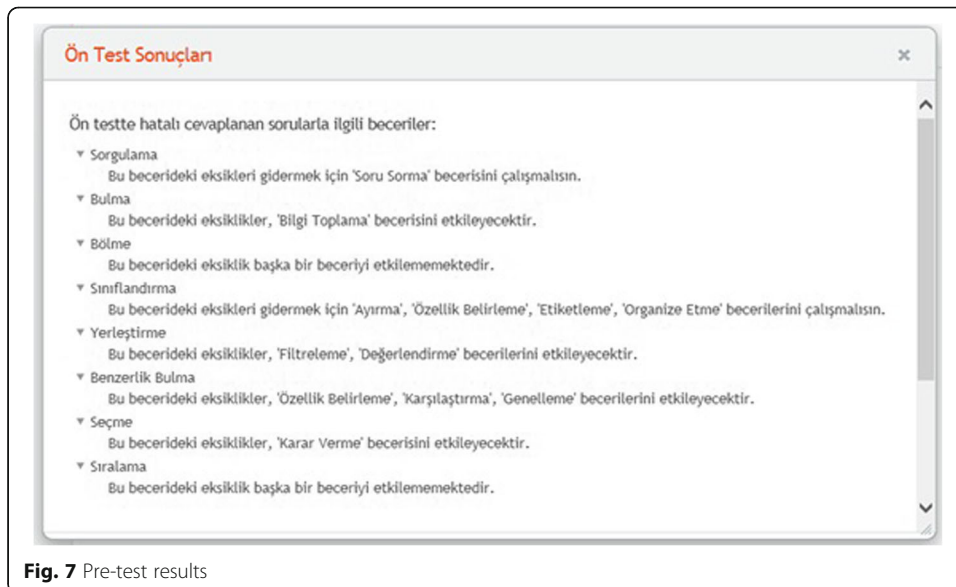 Ön Test Sonuçları
Ön testte hatalı cevaplanan sorularla ilgili beceriler:
Sorgulama
Bu becerideki eksikleri gidermek için 'Soru Sorma' becerisini çalışmalısın.
Bulma
Bu becerideki eksiklikler, 'Bilgi Toplama' becerisini etkileyecektir.
Bölme
Bu becerideki eksiklik başka bir beceriyi etkilememektedir.
Sınıflandırma
Bu becerideki eksikleri gidermek için 'Ayırma', 'Özellik Belirleme', 'Etiketleme', 'Organize Etme' becerilerini çalışmalısın.
Yerleştirme
Bu becerideki eksiklikler, 'Filtreleme', 'Değerlendirme' becerilerini etkileyecektir.
Benzerlik Bulma
Bu becerideki eksiklikler, 'Özellik Belirleme', 'Karşılaştırma', 'Genelleme' becerilerini etkileyecektir.
Seçme
Bu becerideki eksiklikler, 'Karar Verme' becerisini etkileyecektir.
Sıralama
Bu becerideki eksiklik başka bir beceriyi etkilememektedir.
Fig. 7 Pre-test results